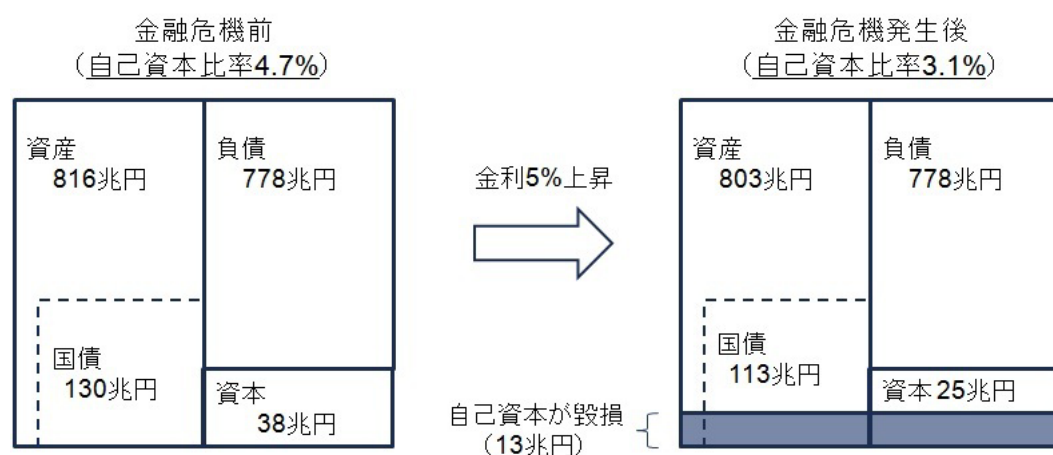 金融危機前
（自己資本比率4.7%）
資産
816兆円
負債
778兆円
国債
130兆円
資本
38兆円
金利5%上昇
金融危機発生後
（自己資本比率3.1%）
資産
803兆円
負債
778兆円
国債
113兆円
資本 25兆円
自己資本が毀損
（13兆円）